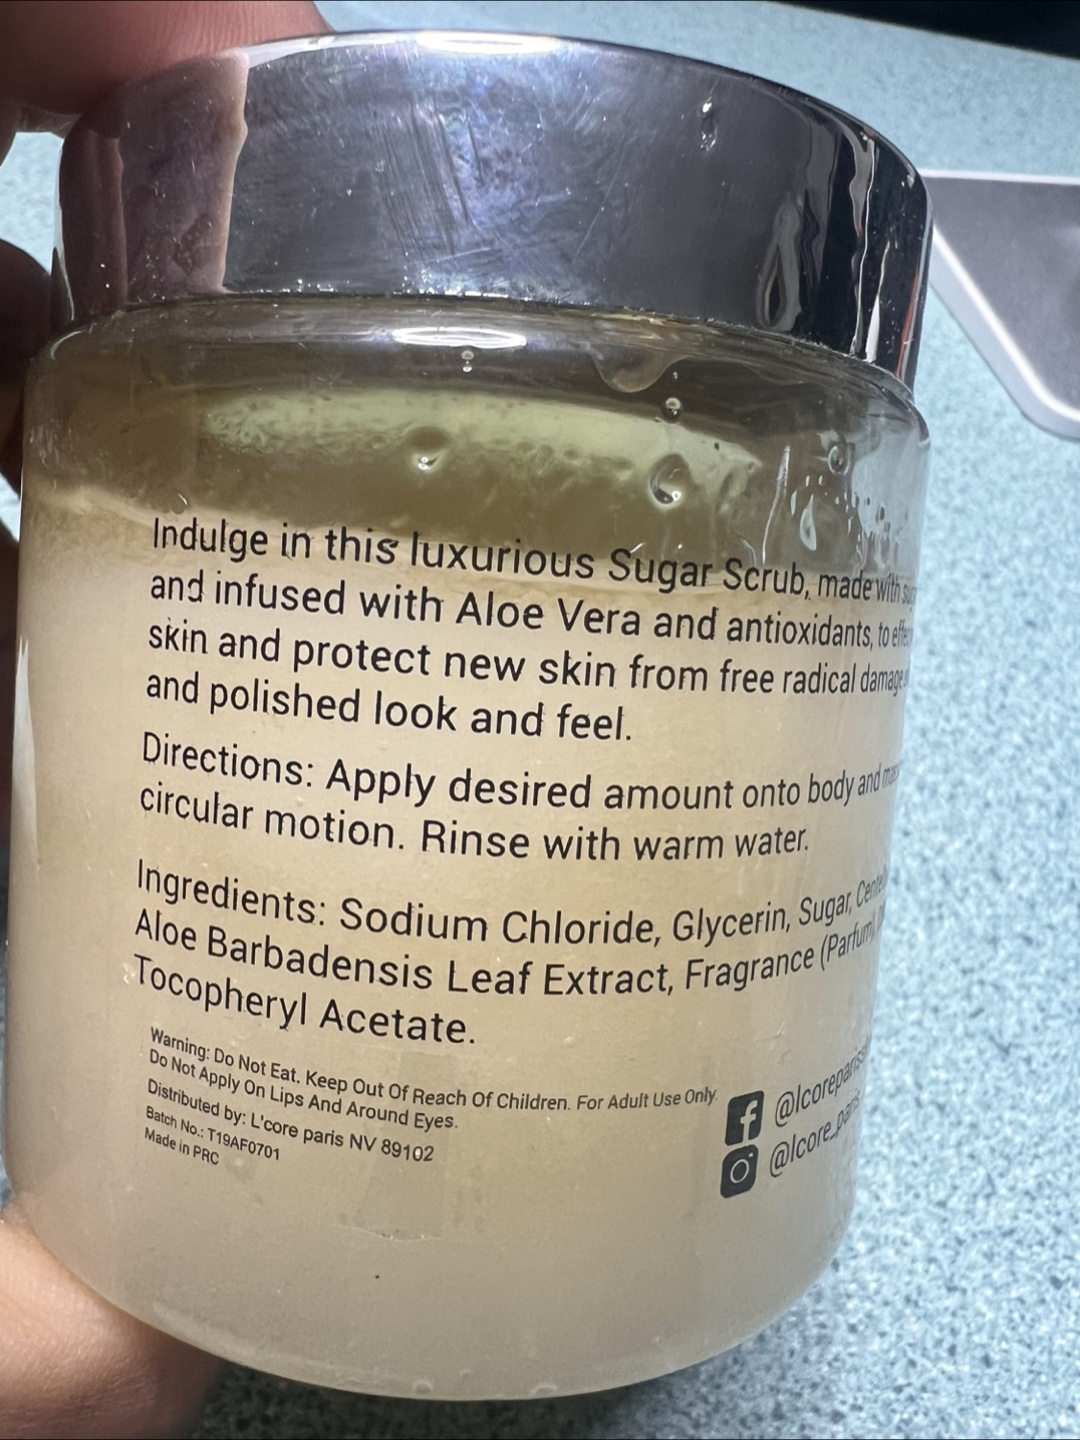 Indulge in this luxurious Sugar Scrub, made with
and infused with Aloe Vera and antioxidants, to
skin and protect new skin from free radical damage
and polished look and feel.
Directions: Apply desired amount onto body and
circular motion. Rinse with warm water.
Ingredients: Sodium Chloride, Glycerin, Sugar,
Aloe Barbadensis Leaf Extract, Fragrance (Parfum),
Tocopheryl Acetate.
Warning: Do Not Eat. Keep Out Of Reach Of Children. For Adult Use Only.
Do Not Apply On Lips And Around Eyes.
Distributed by: L'core paris NV 89102
Batch No.: T19AF0701
Made in PRC
@lcoreparis
@lcore_paris